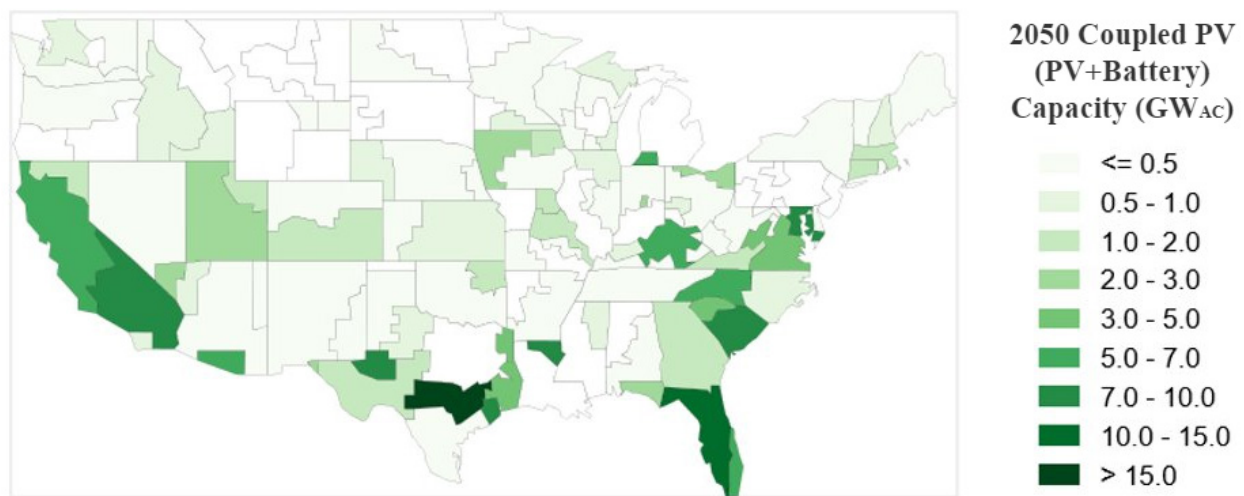 2050 Coupled PV
(PV+Battery)
Capacity (GWAC)
<= 0.5
0.5 - 1.0
1.0 - 2.0
2.0 - 3.0
3.0 - 5.0
5.0 - 7.0
7.0 - 10.0
10.0 - 15.0
> 15.0